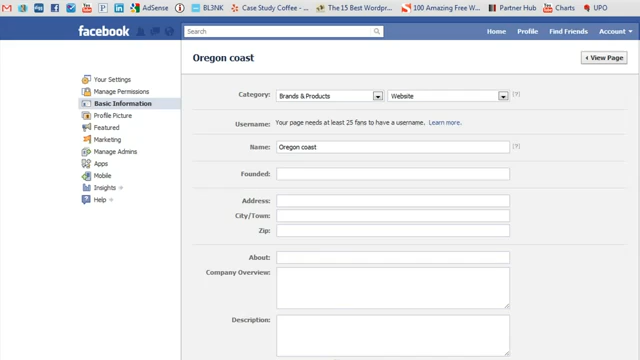 AdSense BL3NK Case Study Coffee - ... The 15 Best Wordpr... 100 Amazing Free W... Partner Hub Charts UPO
facebook Search Home Profile Find Friends Account
Oregon coast
View Page
Your Settings
Manage Permissions
Basic Information
Profile Picture
Featured
Marketing
Manage Admins
Apps
Mobile
Insights
Help
Category: Brands & Products Website [?]
Username: Your page needs at least 25 fans to have a username. Learn more.
Name: Oregon coast [?]
Founded:
Address:
City/Town:
Zip:
About:
Company Overview:
Description: